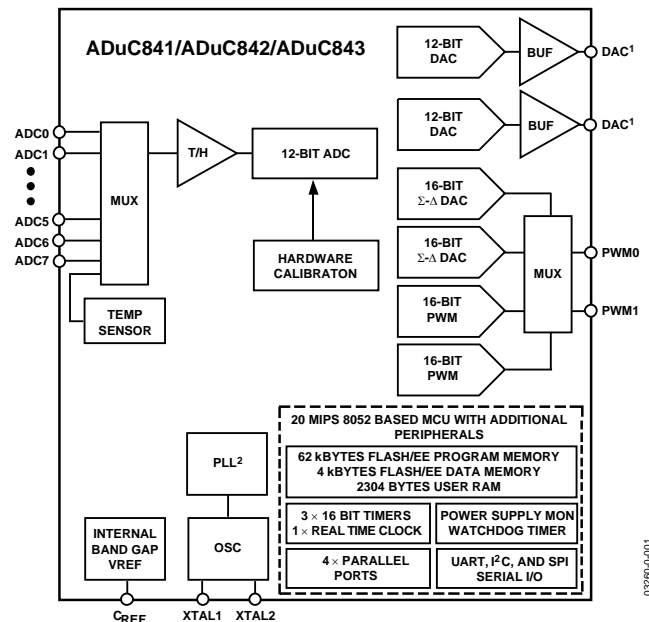 ADuC841/ADuC842/ADuC843
12-BIT
DAC
BUF
DAC1
12-BIT
DAC
BUF
DAC1
ADC0
ADC1
ADC5
ADC6
ADC7
MUX
T/H
12-BIT ADC
HARDWARE
CALIBRATON
TEMP
SENSOR
16-BIT
Σ-Δ DAC
16-BIT
Σ-Δ DAC
16-BIT
PWM
16-BIT
PWM
MUX
PWM0
PWM1
20 MIPS 8052 BASED MCU WITH ADDITIONAL
PERIPHERALS
62 kBYTES FLASH/EE PROGRAM MEMORY
4 kBYTES FLASH/EE DATA MEMORY
2304 BYTES USER RAM
3 × 16 BIT TIMERS
1 × REAL TIME CLOCK
POWER SUPPLY MON
WATCHDOG TIMER
4 × PARALLEL
PORTS
UART, I2C, AND SPI
SERIAL I/O
PLL2
OSC
INTERNAL
BAND GAP
VREF
CREF
XTAL1
XTAL2
03260-0-001